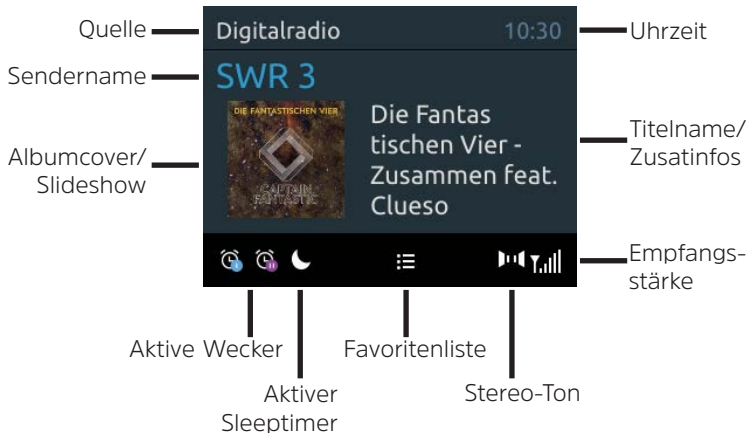 Quelle
Digitalradio
10:30
Uhrzeit
Sendername
SWR 3
Albumcover/
Slideshow
DIE FANTASTISCHEN VIER
CAPTAIN
FANTASTIC
Die Fantas
tischen Vier -
Zusammen feat.
Clueso
Titelname/
Zusatinfos
Empfangs-
stärke
Aktive Wecker
Favoritenliste
Aktiver
Sleeptimer
Stereo-Ton